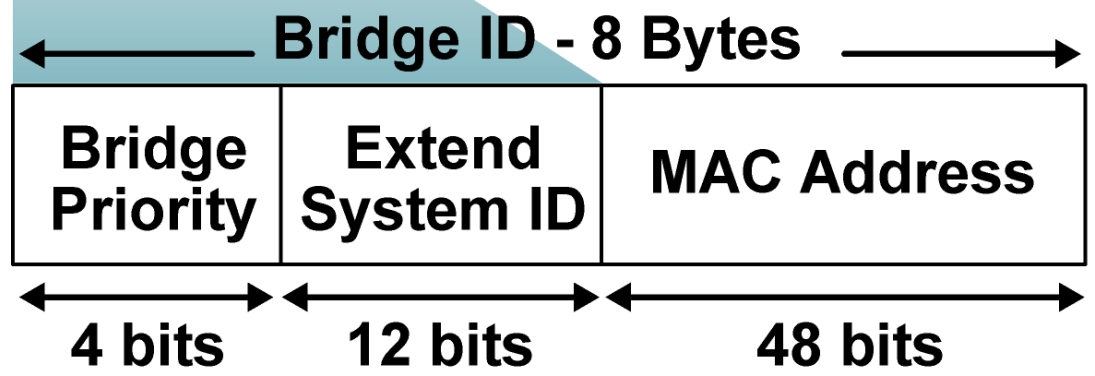 Bridge ID - 8 Bytes
Bridge
Priority
Extend
System ID
MAC Address
4 bits
12 bits
48 bits